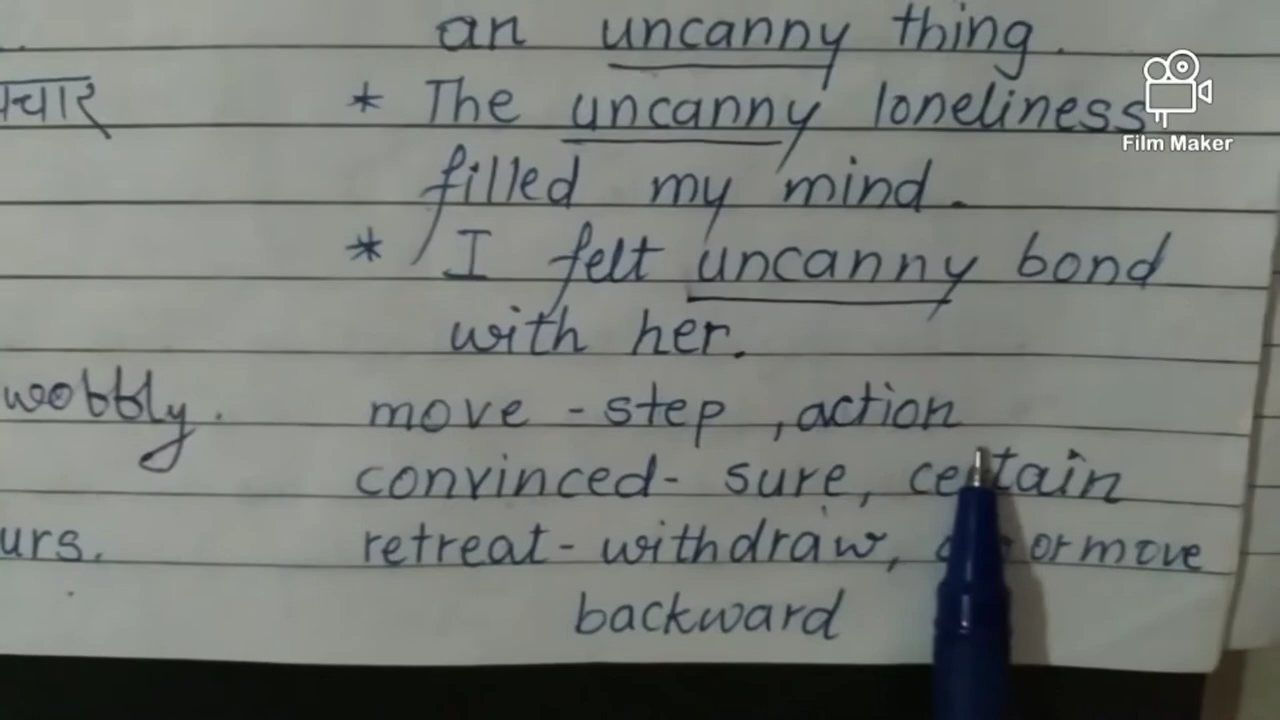 an uncanny thing.
पचार
* The uncanny loneliness
filled my mind.
* I felt uncanny bond
with her.
wobbly. move - step, action
convinced - sure, certain
urs. retreat - withdraw, or move
backward
Film Maker